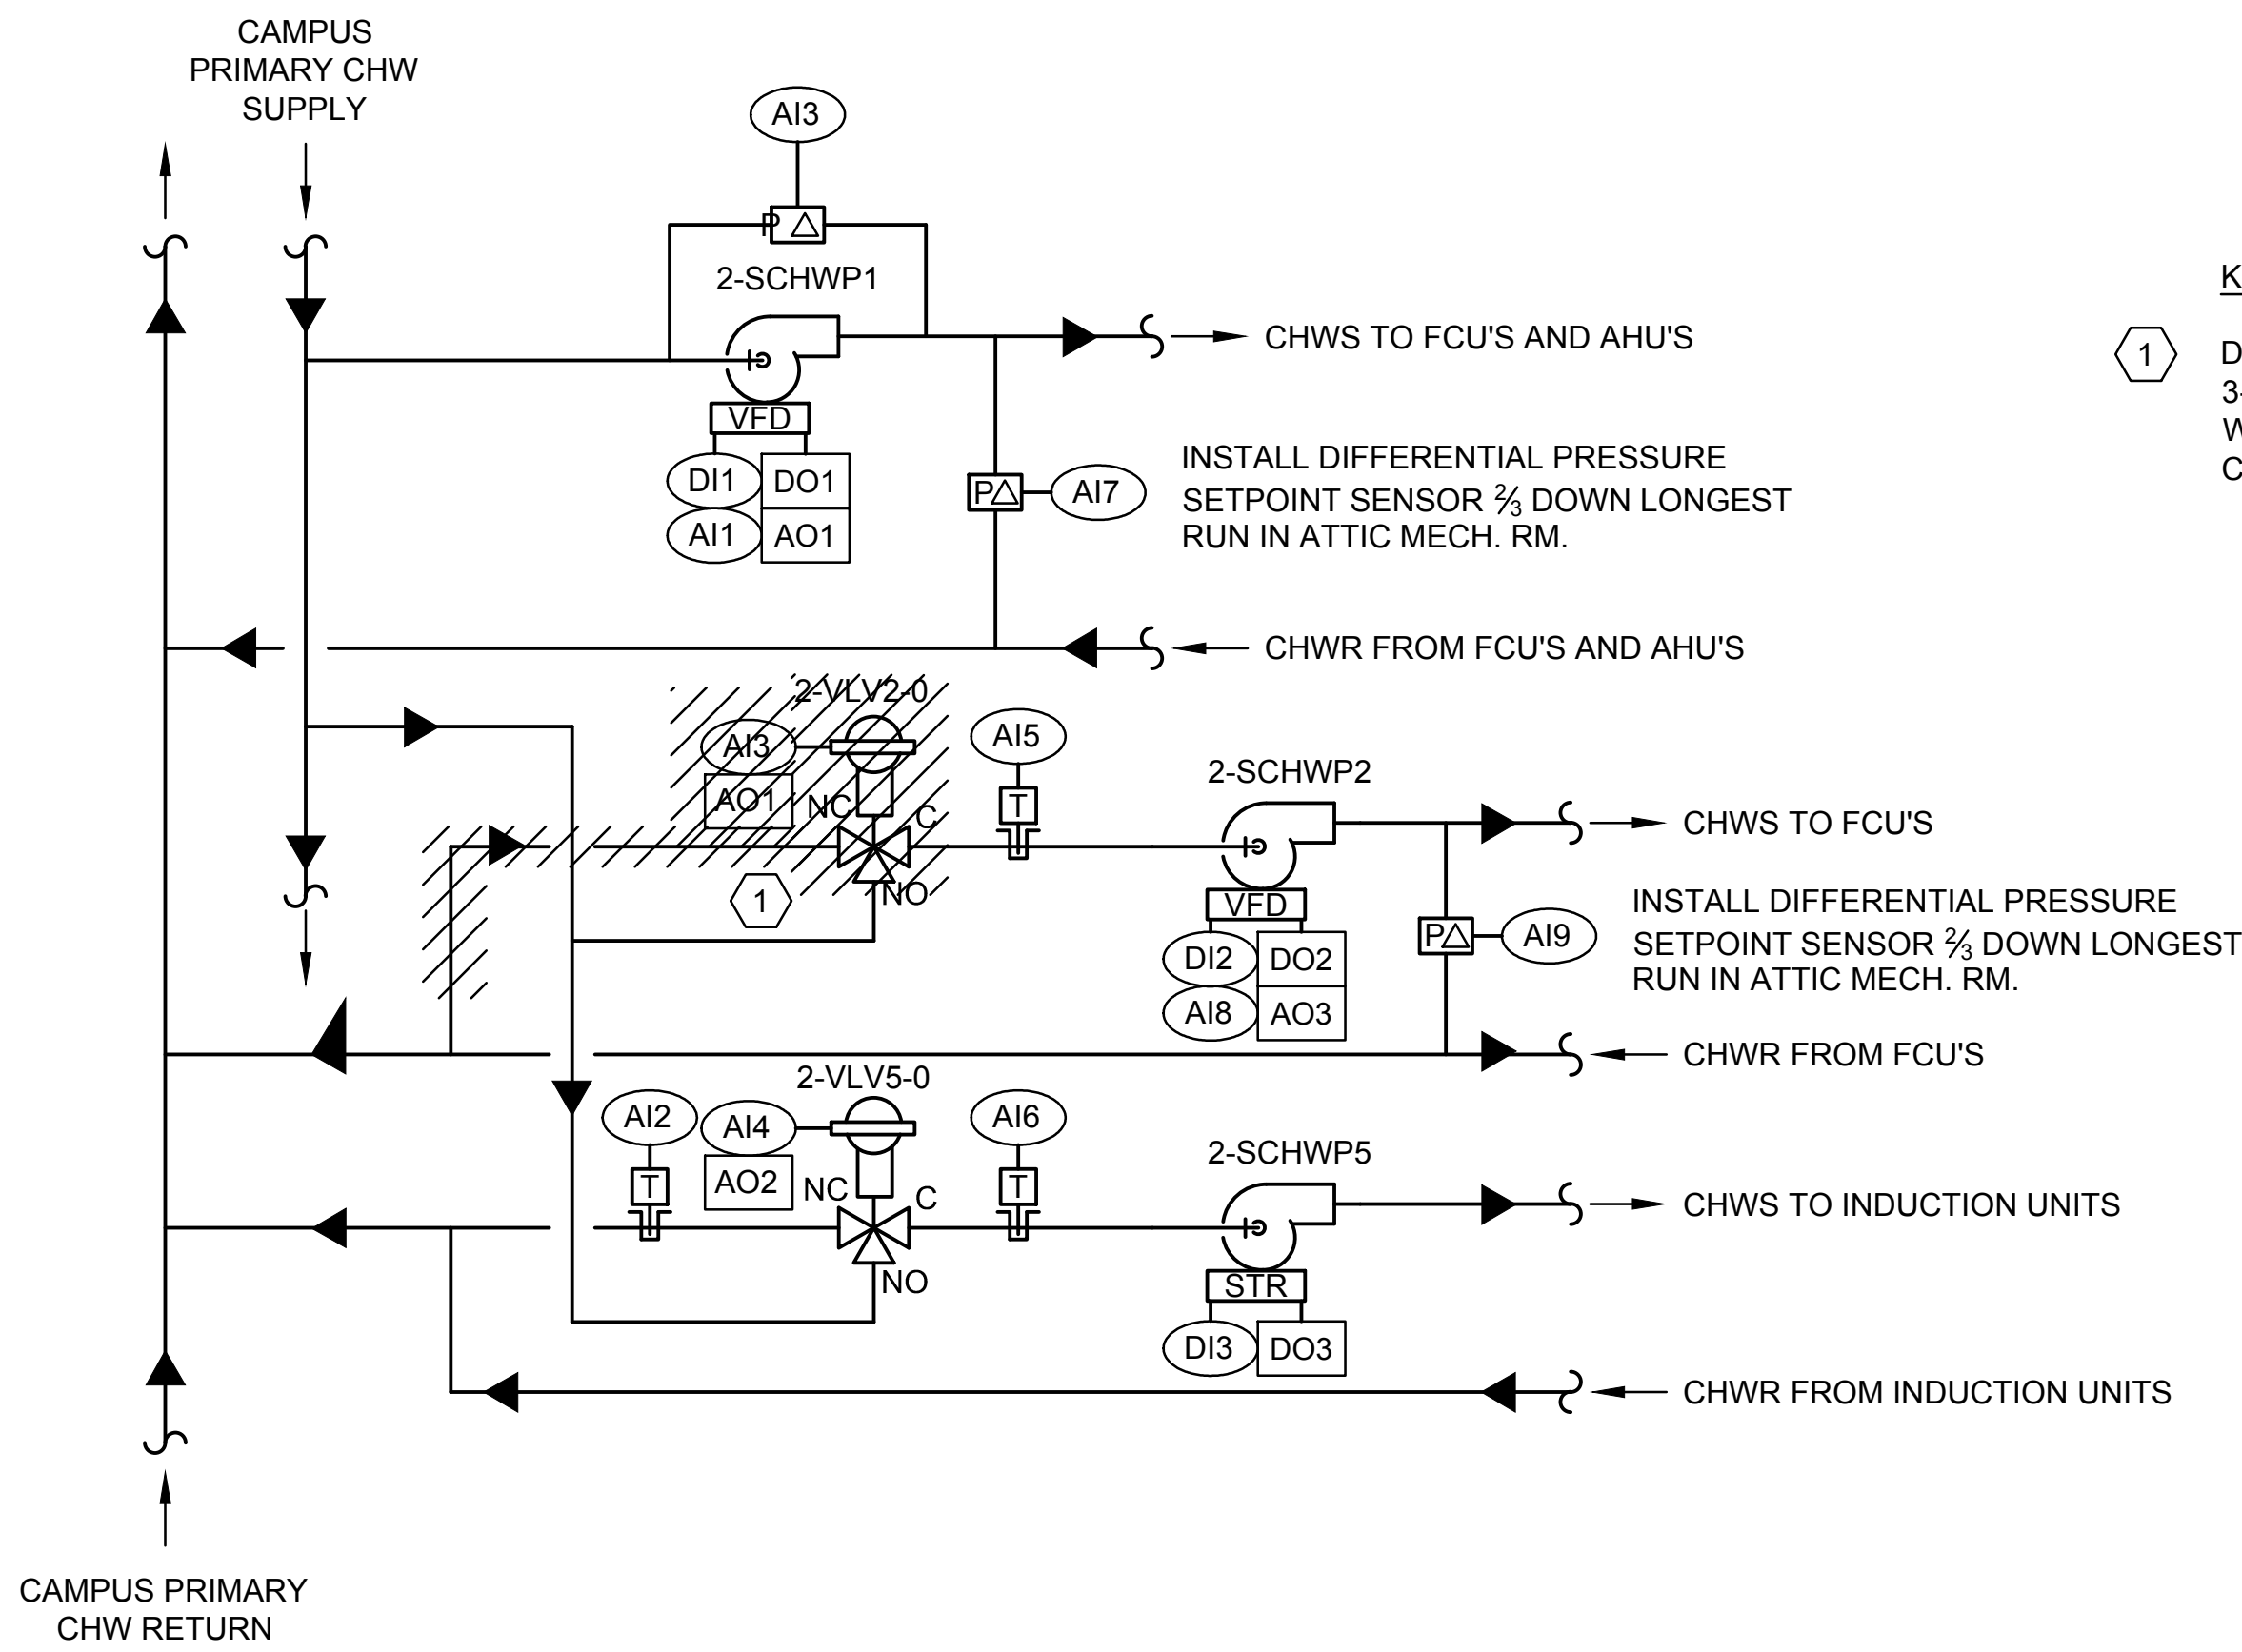 CAMPUS
PRIMARY CHW
SUPPLY
AI3
P
2-SCHWP1
CHWS TO FCU'S AND AHU'S
VFD
DI1
DO1
AI1
AO1
P
AI7
INSTALL DIFFERENTIAL PRESSURE
SETPOINT SENSOR ⅔ DOWN LONGEST
RUN IN ATTIC MECH. RM.
K
1
D
3-
W
C
CHWR FROM FCU'S AND AHU'S
2-VLV2-0
AI3
AO1
NC
C
NO
1
AI5
T
2-SCHWP2
CHWS TO FCU'S
VFD
DI2
DO2
AI8
AO3
P
AI9
INSTALL DIFFERENTIAL PRESSURE
SETPOINT SENSOR ⅔ DOWN LONGEST
RUN IN ATTIC MECH. RM.
CHWR FROM FCU'S
2-VLV5-0
AI2
T
AI4
AO2
NC
C
NO
AI6
T
2-SCHWP5
CHWS TO INDUCTION UNITS
STR
DI3
DO3
CHWR FROM INDUCTION UNITS
CAMPUS PRIMARY
CHW RETURN